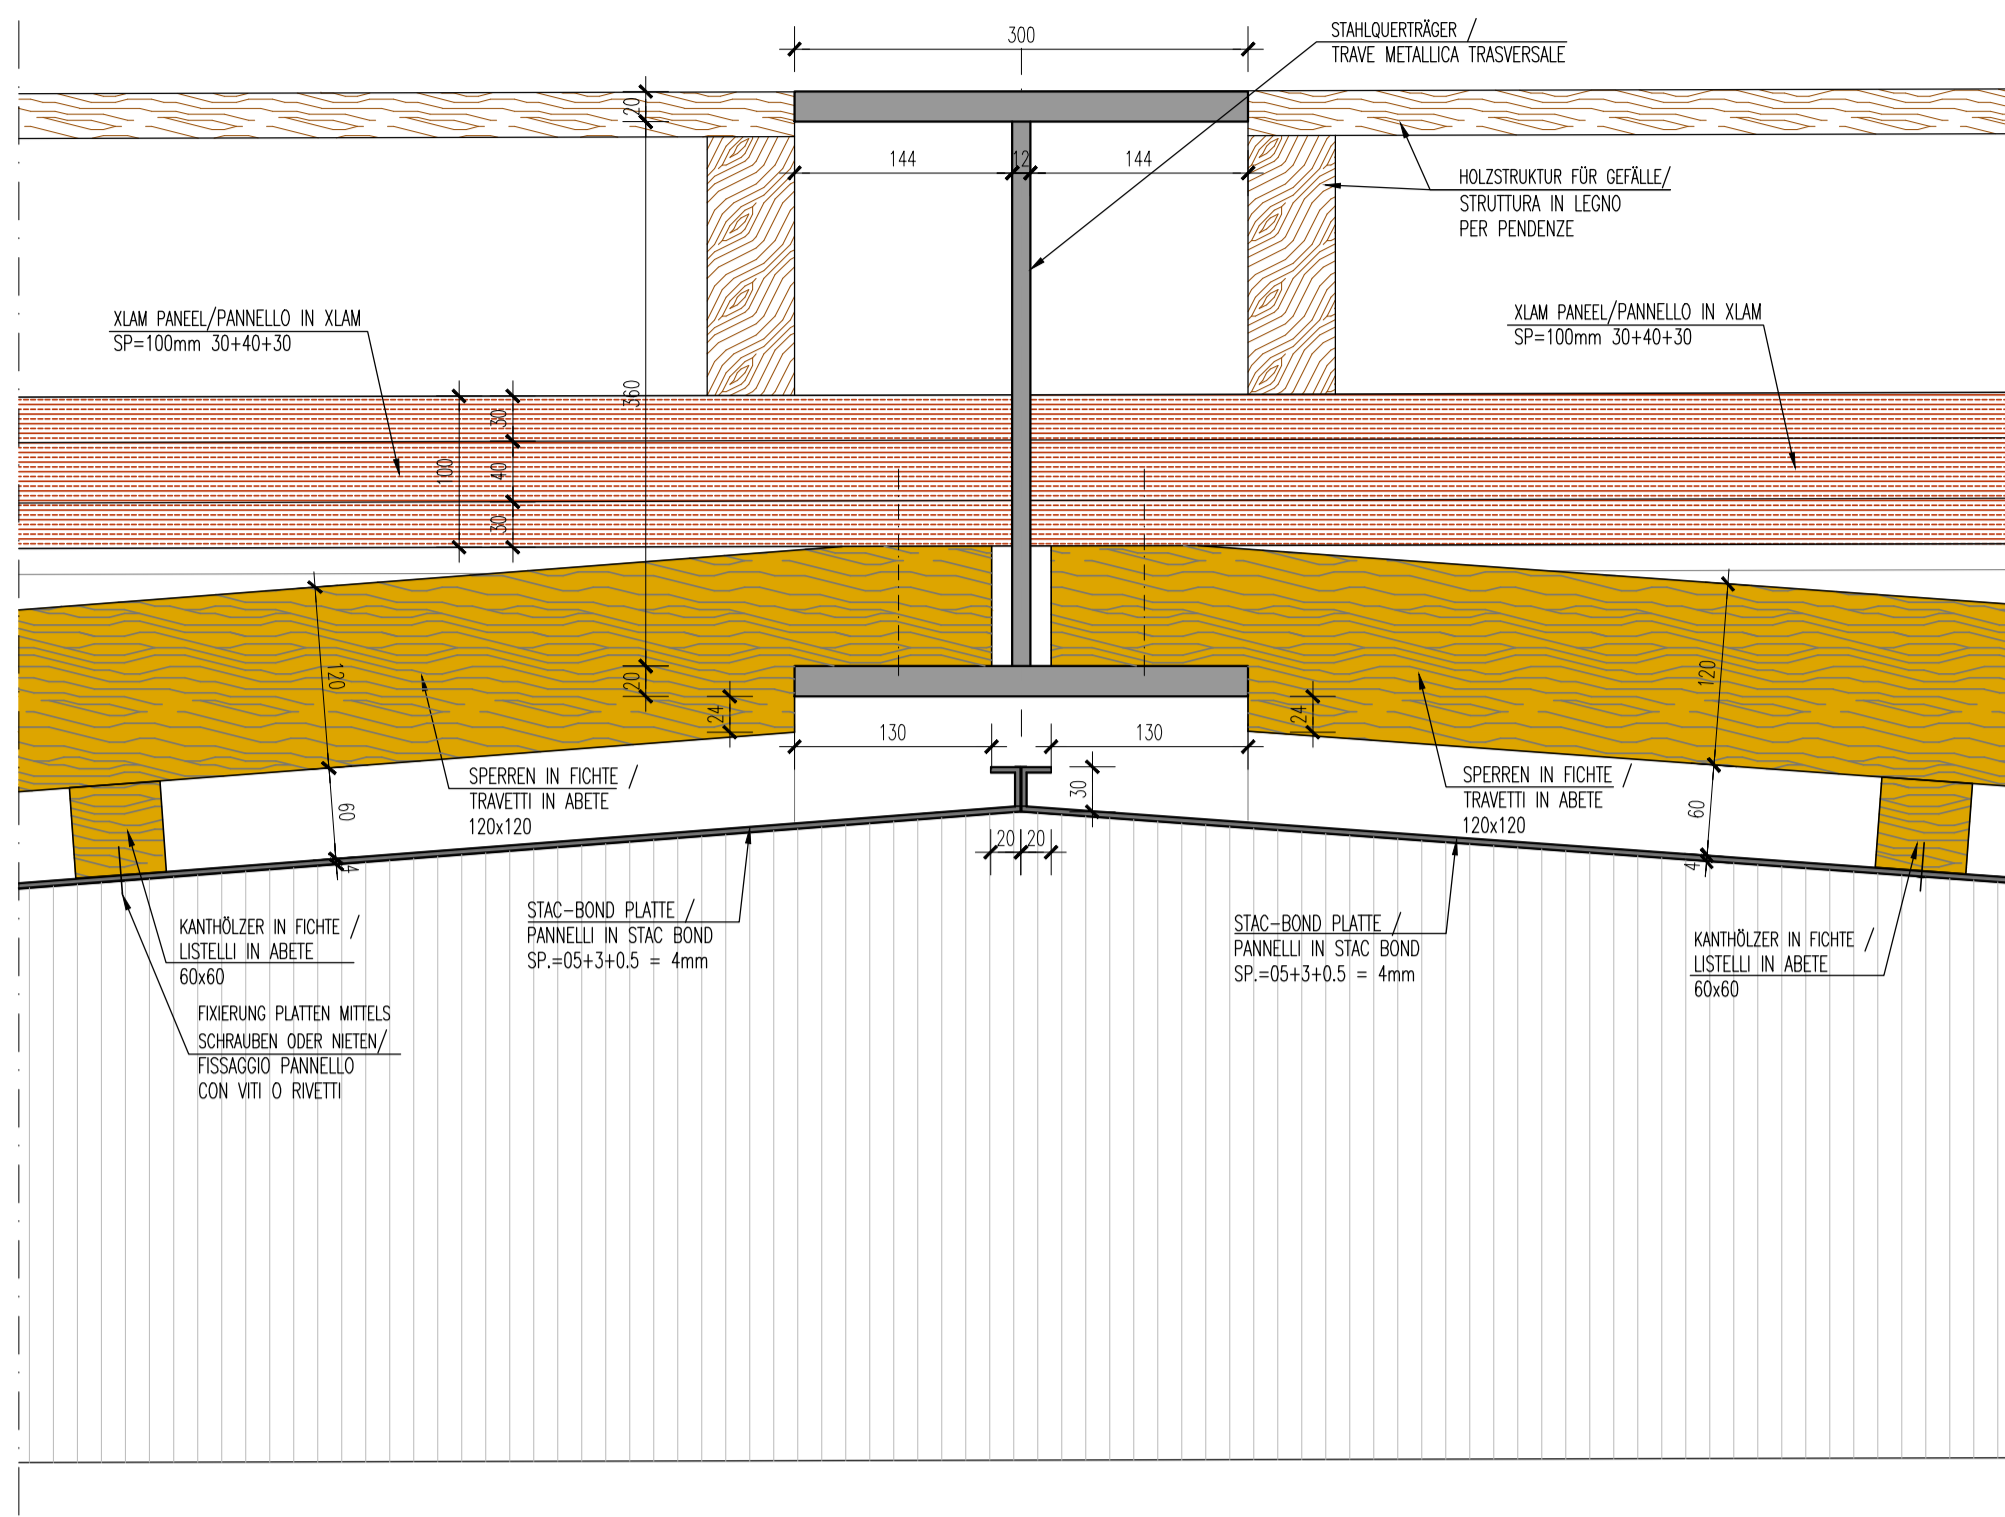 300
STAHLQUERTRÄGER /
TRAVE METALLICA TRASVERSALE
20
144
12
144
HOLZSTRUKTUR FÜR GEFÄLLE/
STRUTTURA IN LEGNO
PER PENDENZE
XLAM PANEEL/PANNELLO IN XLAM
SP=100mm 30+40+30
XLAM PANEEL/PANNELLO IN XLAM
SP=100mm 30+40+30
360
30
100
40
30
120
20
24
130
130
24
120
SPERREN IN FICHTE /
TRAVETTI IN ABETE
120x120
30
SPERREN IN FICHTE /
TRAVETTI IN ABETE
120x120
60
60
20
20
4
4
STAC-BOND PLATTE /
PANNELLI IN STAC BOND
SP.=05+3+0.5 = 4mm
STAC-BOND PLATTE /
PANNELLI IN STAC BOND
SP.=05+3+0.5 = 4mm
KANTHÖLZER IN FICHTE /
LISTELLI IN ABETE
60x60
KANTHÖLZER IN FICHTE /
LISTELLI IN ABETE
60x60
FIXIERUNG PLATTEN MITTELS
SCHRAUBEN ODER NIETEN/
FISSAGGIO PANNELLO
CON VITI O RIVETTI